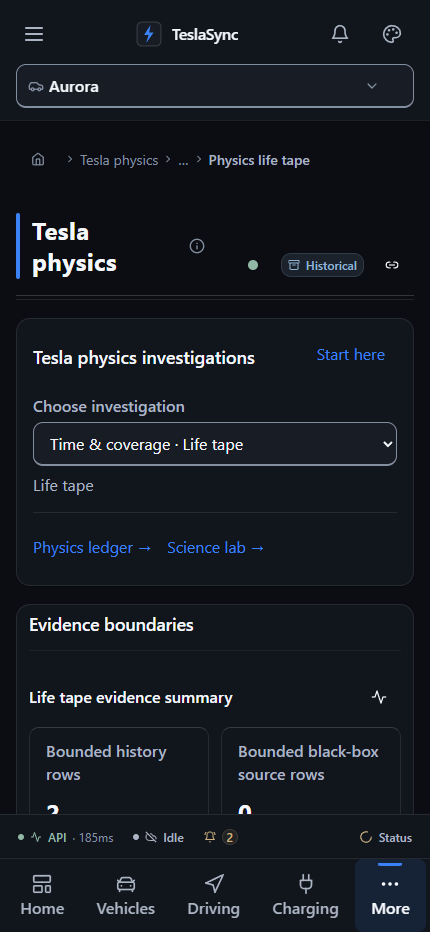 TeslaSync
Aurora
Tesla physics
...
Physics life tape
Tesla
physics
Historical
Tesla physics investigations
Start here
Choose investigation
Time & coverage · Life tape
Life tape
Physics ledger →
Science lab →
Evidence boundaries
Life tape evidence summary
Bounded history
rows
Bounded black-box
source rows
2
0
API · 185ms
Idle
2
Status
Home
Vehicles
Driving
Charging
More